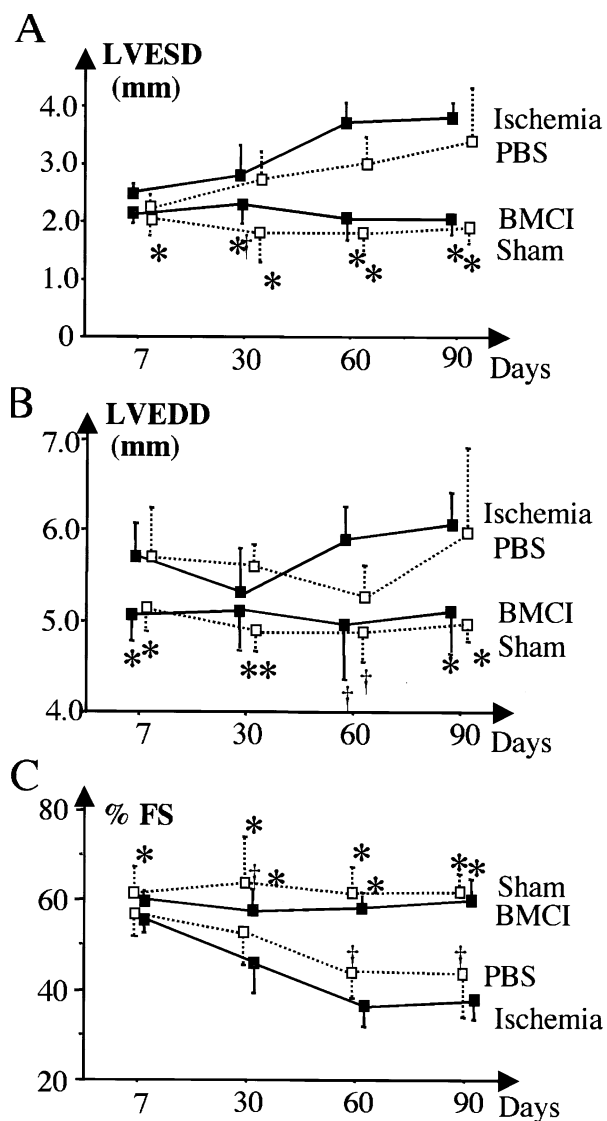 A
LVESD
(mm)
4.0
3.0
2.0
1.0
0
Ischemia
PBS
BMCI
Sham
* *† * * * * *
7 30 60 90 Days
B
LVEDD
(mm)
7.0
6.0
5.0
4.0
Ischemia
PBS
BMCI
Sham
* * ** † † * *
7 30 60 90 Days
C
% FS
80
60
40
20
* * † * * * **
† †
Sham
BMCI
PBS
Ischemia
7 30 60 90 Days